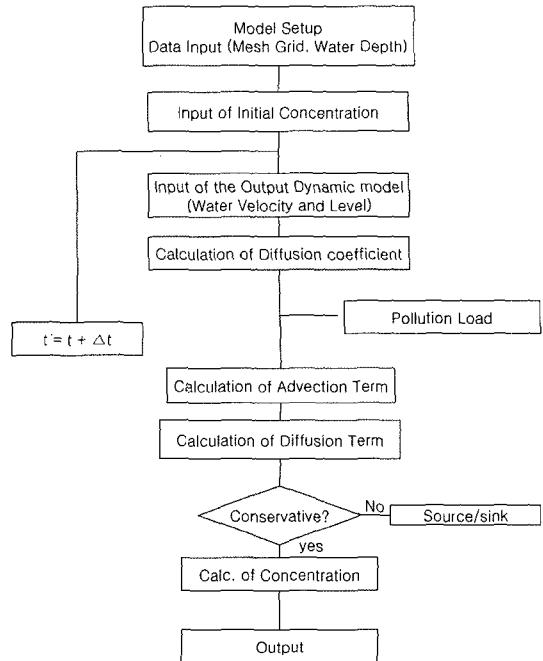 Model Setup
Data Input (Mesh Grid, Water Depth)
Input of Initial Concentration
Input of the Output Dynamic model
(Water Velocity and Level)
Calculation of Diffusion coefficient
Pollution Load
t = t + Δt
Calculation of Advection Term
Calculation of Diffusion Term
Conservative?
No
Source/sink
yes
Calc. of Concentration
Output